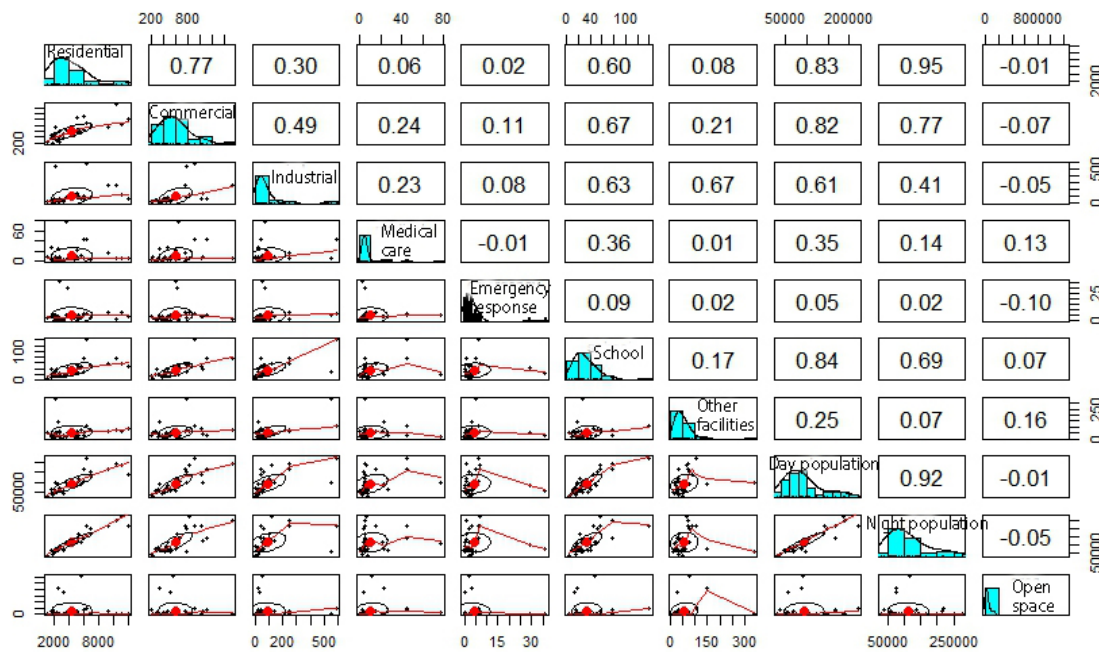 200 800 0 40 80 0 40 100 50000 200000 0 800000
Residential 0.77 0.30 0.06 0.02 0.60 0.08 0.83 0.95 -0.01 2000
200 Commercial 0.49 0.24 0.11 0.67 0.21 0.82 0.77 -0.07
Industrial 0.23 0.08 0.63 0.67 0.61 0.41 -0.05 0 500
0 60 Medical
care -0.01 0.36 0.01 0.35 0.14 0.13
Emergency
response 0.09 0.02 0.05 0.02 -0.10 0 25
0 100 School 0.17 0.84 0.69 0.07
Other
facilities 0.25 0.07 0.16 0 250
50000 Day population 0.92 -0.01
Night population -0.05 50000
0 Open
space
2000 8000 0 200 500 0 20 0 150 300 50000 250000